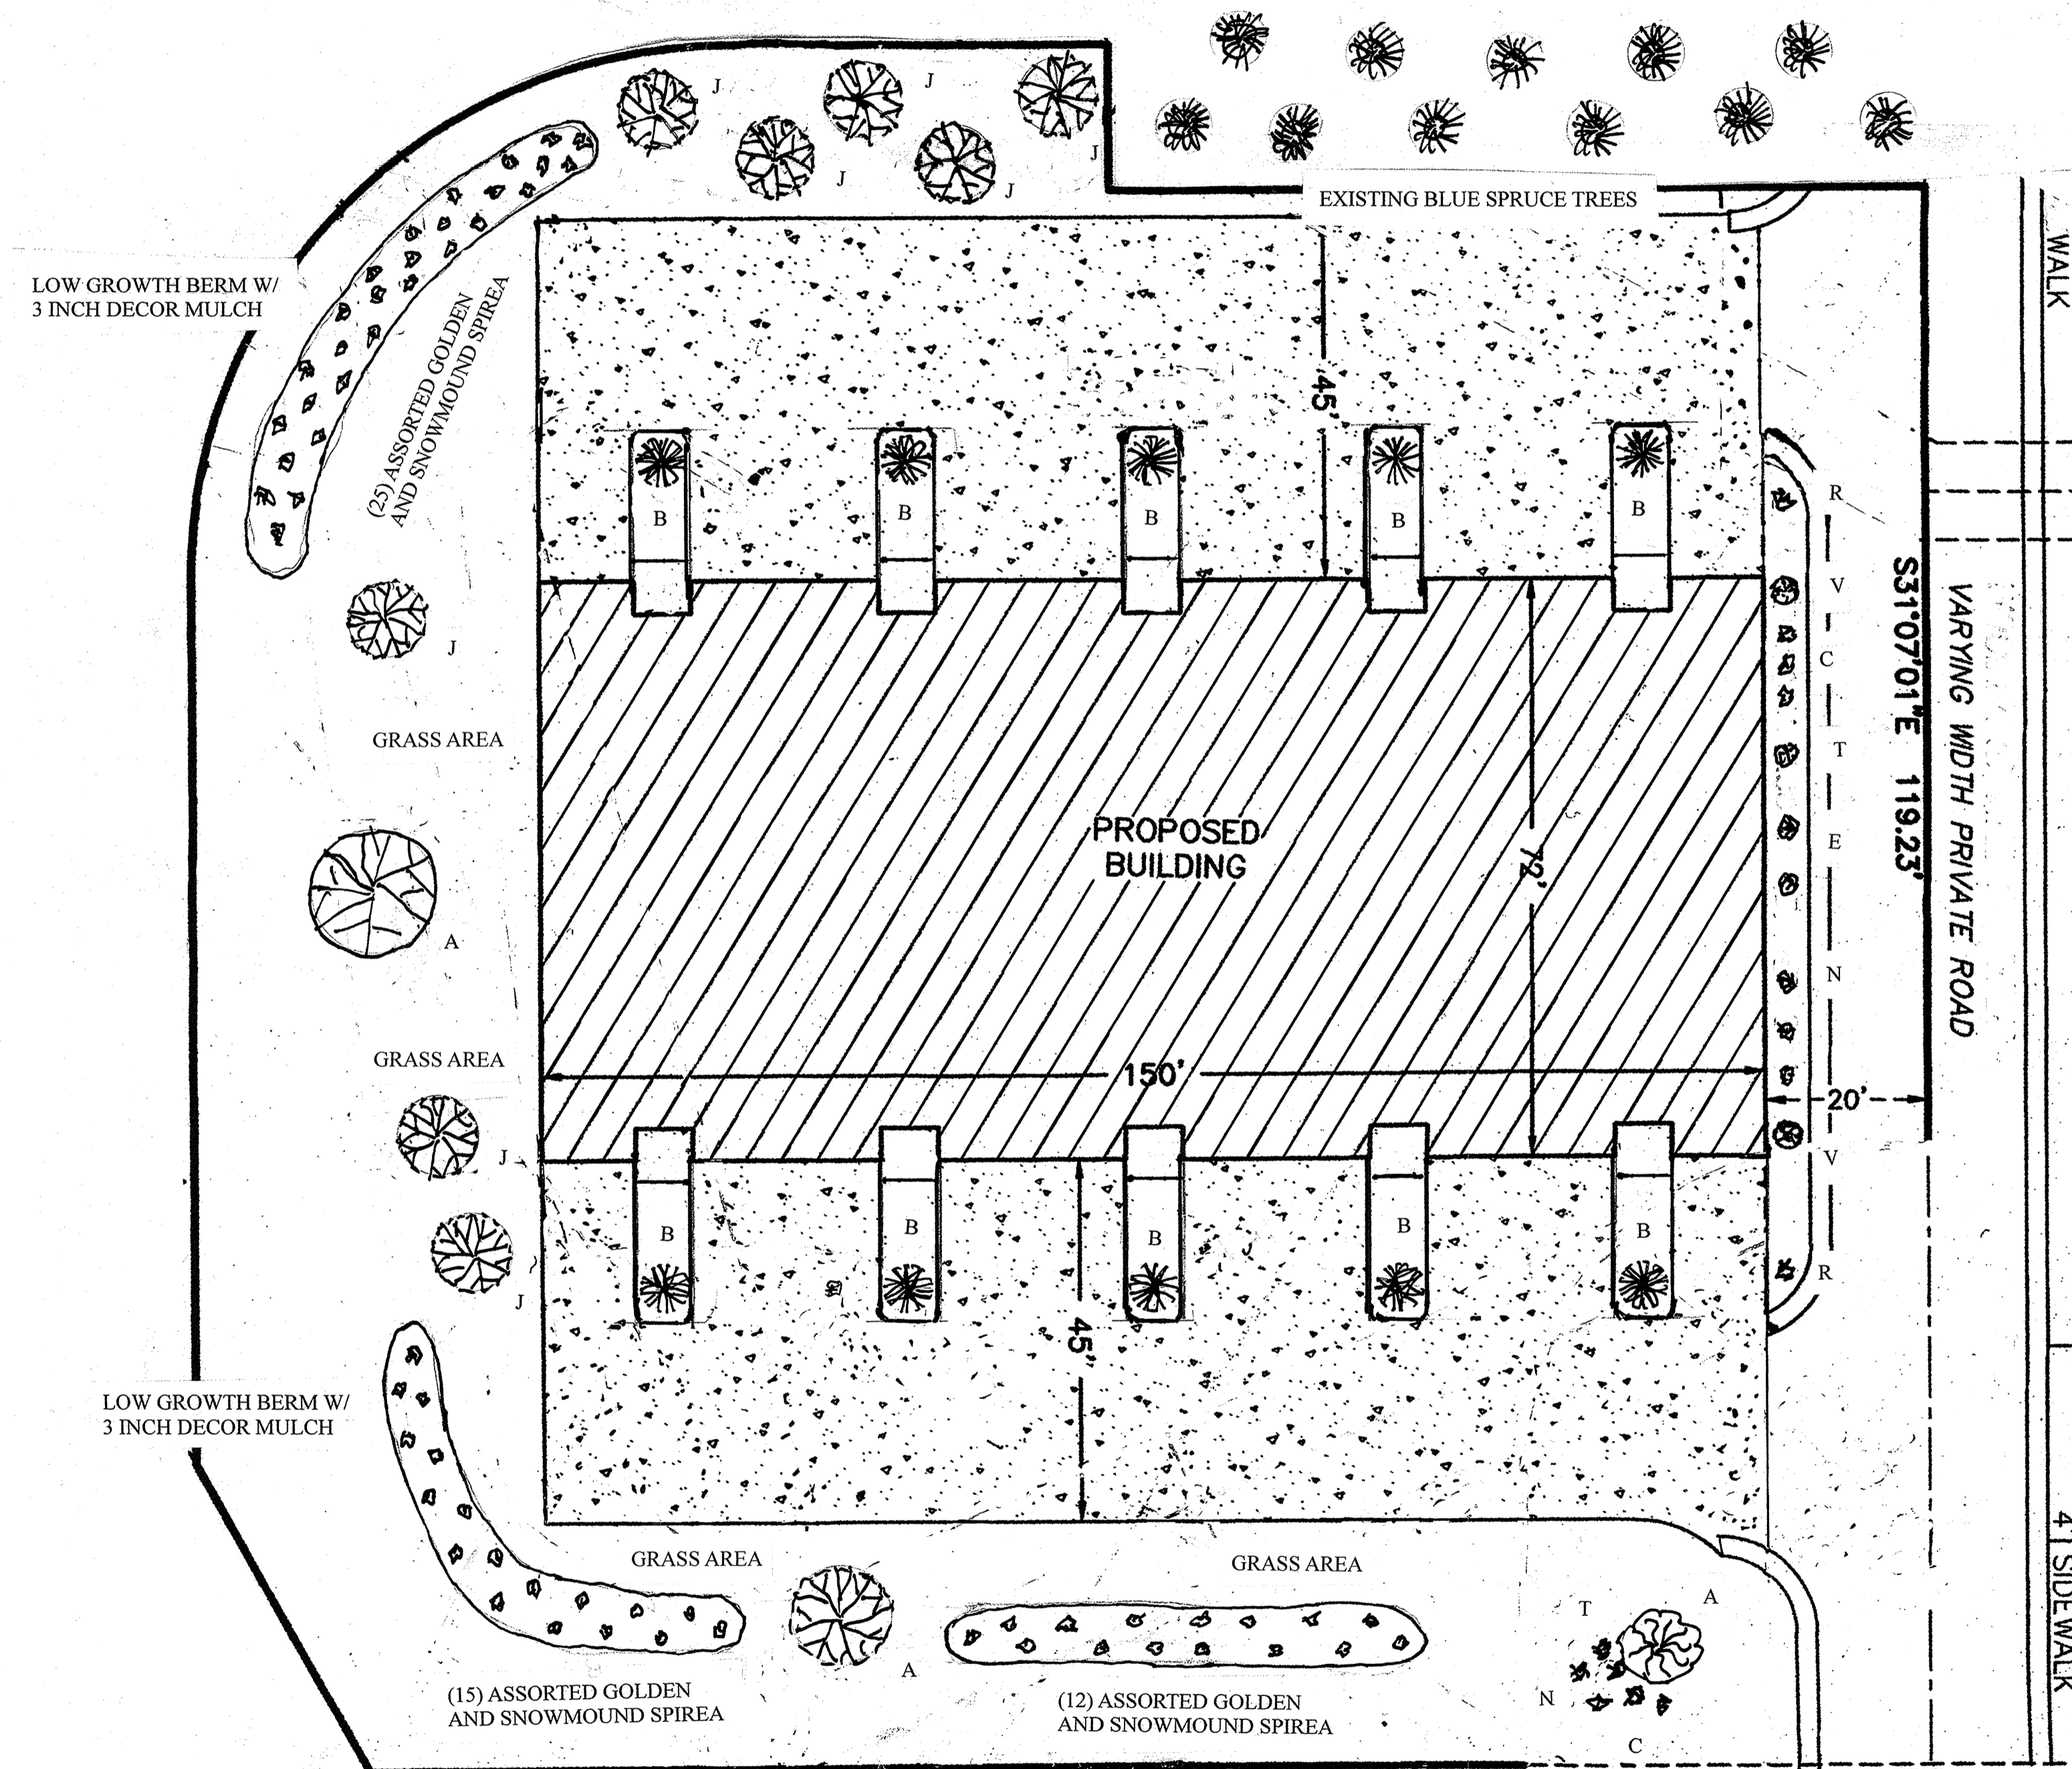 J
J
J
J
J
EXISTING BLUE SPRUCE TREES
WALK
LOW GROWTH BERM W/
3 INCH DECOR MULCH
(25) ASSORTED GOLDEN
AND SNOWMOUND SPIREA
45'
B
B
B
B
B
R
V
C
T
E
N
V
R
S31°07'01"E 119.23'
VARYING WIDTH PRIVATE ROAD
J
GRASS AREA
PROPOSED
BUILDING
72'
A
GRASS AREA
150'
20'
J
B
B
B
B
B
J
45'
LOW GROWTH BERM W/
3 INCH DECOR MULCH
GRASS AREA
GRASS AREA
4' SIDEWALK
T
A
A
N
C
(15) ASSORTED GOLDEN
AND SNOWMOUND SPIREA
(12) ASSORTED GOLDEN
AND SNOWMOUND SPIREA